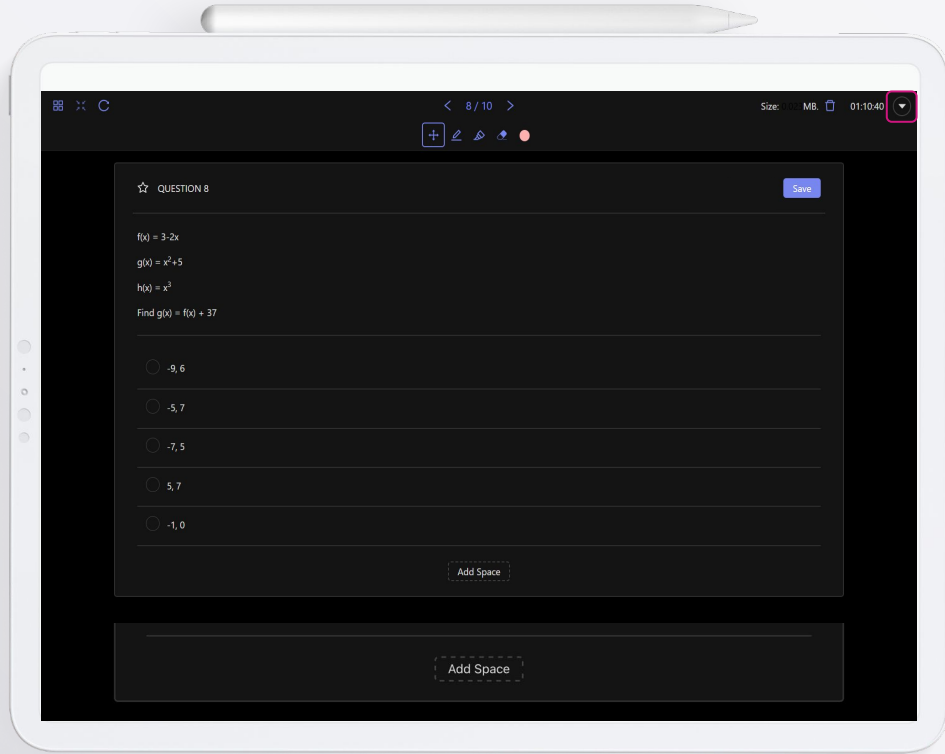 8 / 10
Size: MB. 01:10:40
QUESTION 8
Save
f(x) = 3-2x
g(x) = x²+5
h(x) = x³
Find g(x) = f(x) + 37
-9, 6
-5, 7
-7, 5
5, 7
-1, 0
Add Space
Add Space